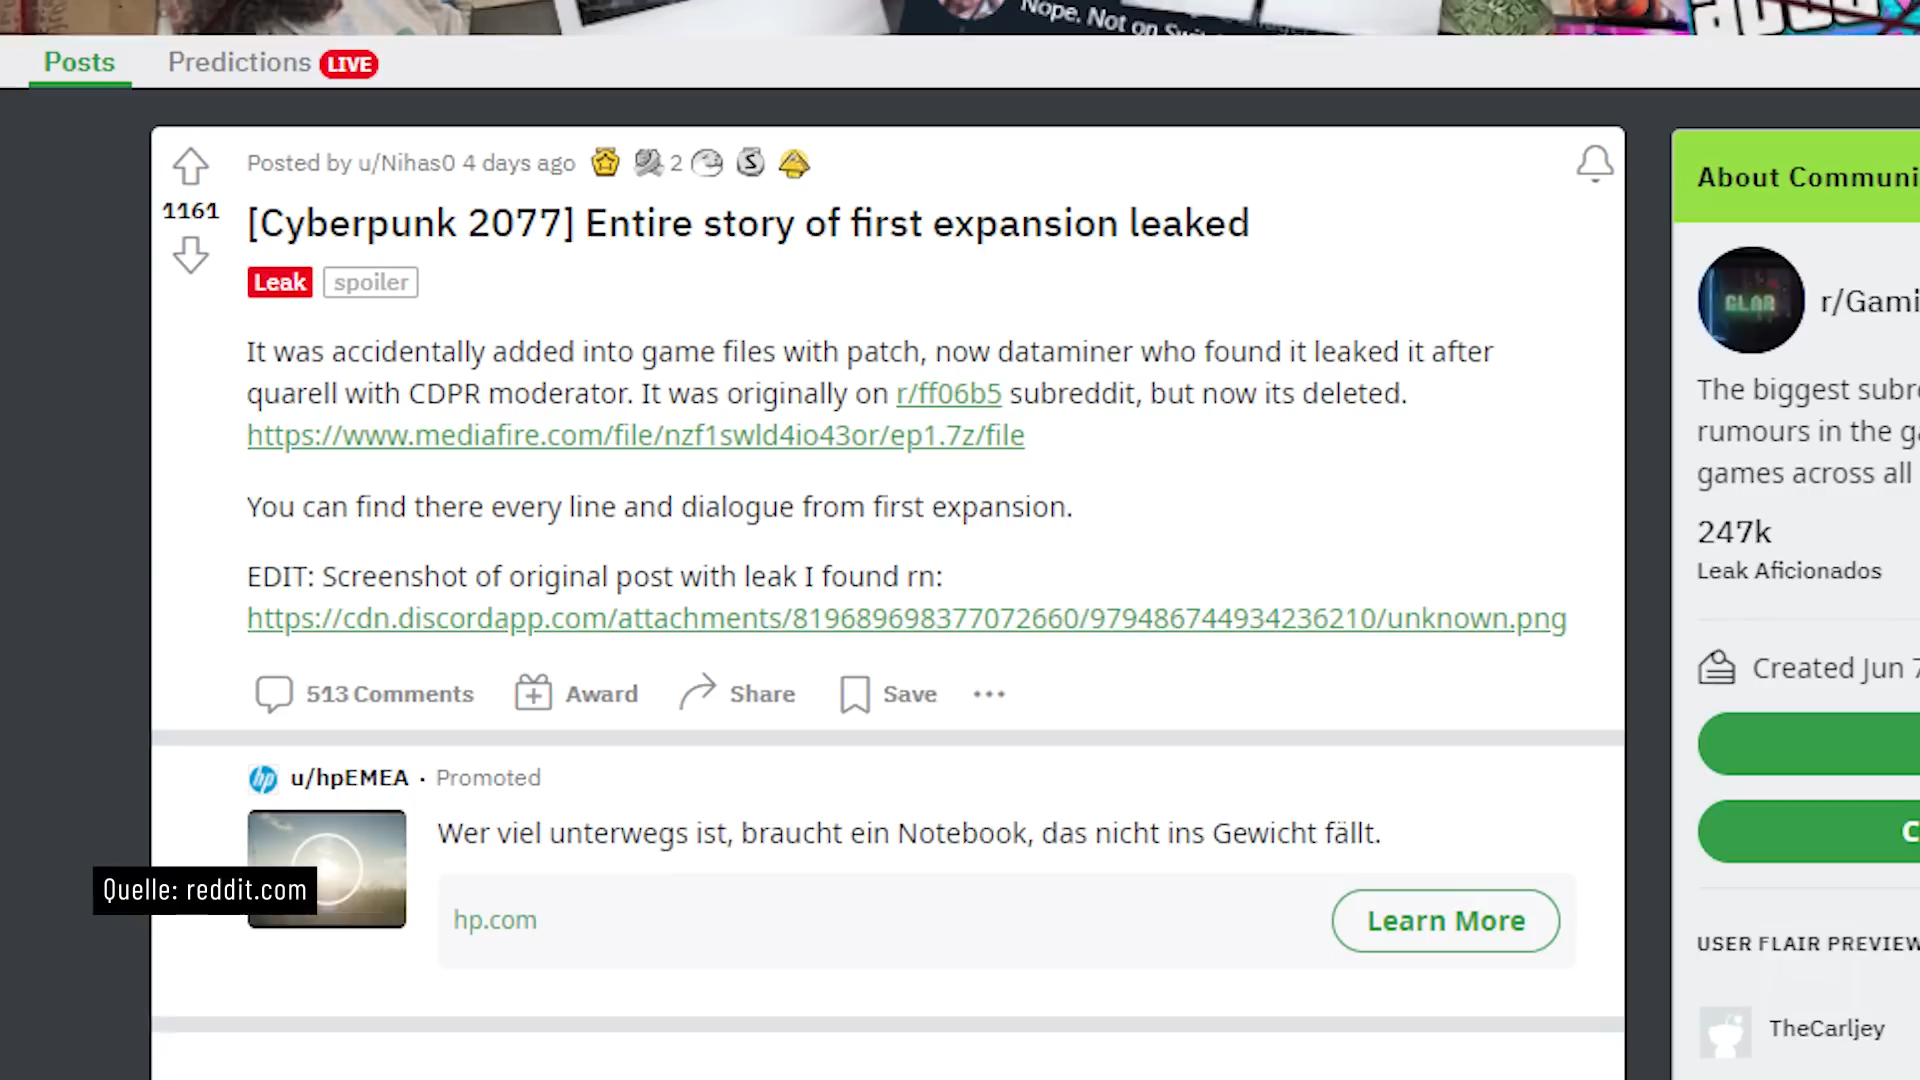 Nope. Not on
Posts
Predictions LIVE
Posted by u/Nihas0 4 days ago 2
1161
[Cyberpunk 2077] Entire story of first expansion leaked
Leak spoiler
It was accidentally added into game files with patch, now dataminer who found it leaked it after
quarell with CDPR moderator. It was originally on r/ff06b5 subreddit, but now its deleted.
https://www.mediafire.com/file/nzf1swld4io43or/ep1.7z/file
You can find there every line and dialogue from first expansion.
EDIT: Screenshot of original post with leak I found rn:
https://cdn.discordapp.com/attachments/819689698377072660/979486744934236210/unknown.png
513 Comments Award Share Save
hp u/hpEMEA · Promoted
Wer viel unterwegs ist, braucht ein Notebook, das nicht ins Gewicht fällt.
hp.com
Learn More
Quelle: reddit.com
About Communi
GLAR
r/Gami
The biggest subre
rumours in the ga
games across all
247k
Leak Aficionados
Created Jun 7
C
USER FLAIR PREVIEW
TheCarljey